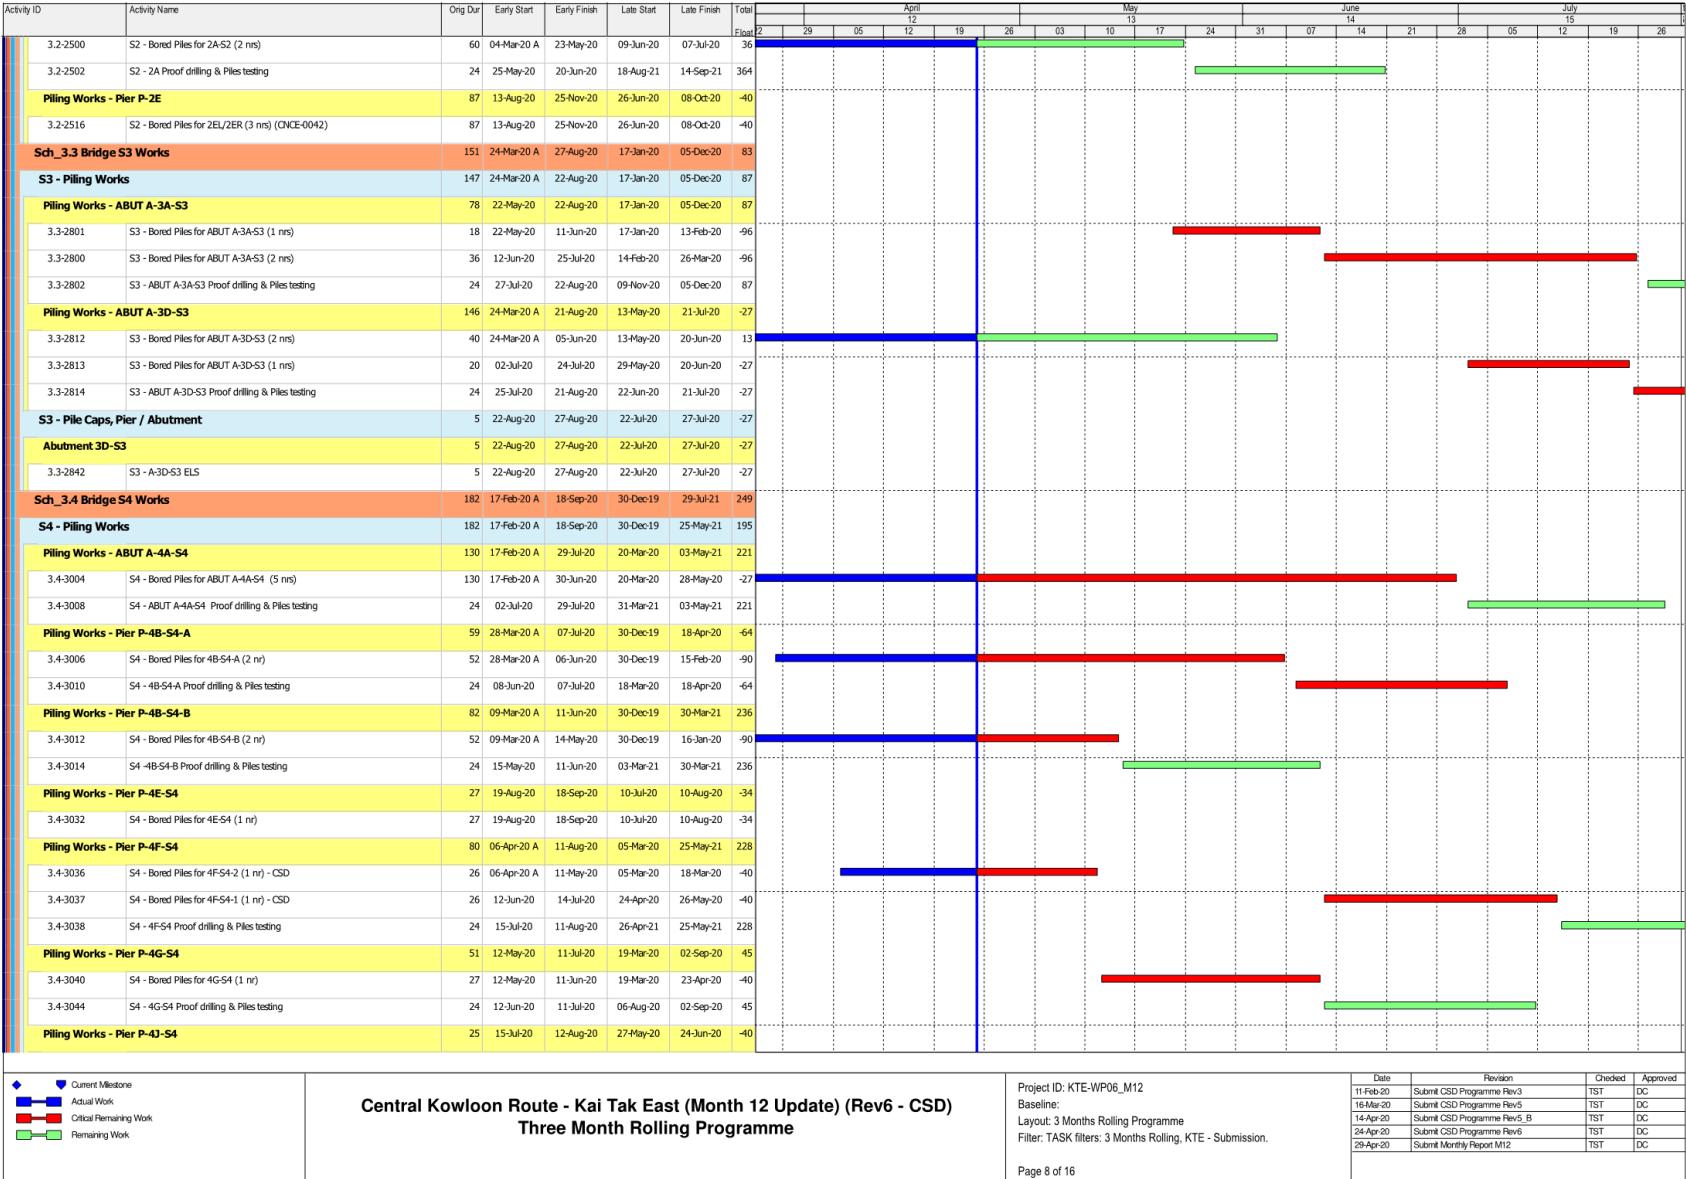 Activity ID Activity Name Orig Dur Early Start Early Finish Late Start Late Finish Total Float April May June July
12 13 14 15
22 29 05 12 19 26 03 10 17 24 31 07 14 21 28 05 12 19 26
3.2-2500 S2 - Bored Piles for 2A-S2 (2 nrs) 60 04-Mar-20 A 23-May-20 09-Jun-20 07-Jul-20 36
3.2-2502 S2 - 2A Proof drilling & Piles testing 24 25-May-20 20-Jun-20 18-Aug-21 14-Sep-21 364
Piling Works - Pier P-2E 87 13-Aug-20 25-Nov-20 26-Jun-20 08-Oct-20 -40
3.2-2516 S2 - Bored Piles for 2EL/2ER (3 nrs) (CNCE-0042) 87 13-Aug-20 25-Nov-20 26-Jun-20 08-Oct-20 -40
Sch_3.3 Bridge S3 Works 151 24-Mar-20 A 27-Aug-20 17-Jan-20 05-Dec-20 83
S3 - Piling Works 147 24-Mar-20 A 22-Aug-20 17-Jan-20 05-Dec-20 87
Piling Works - ABUT A-3A-S3 78 22-May-20 22-Aug-20 17-Jan-20 05-Dec-20 87
3.3-2801 S3 - Bored Piles for ABUT A-3A-S3 (1 nrs) 18 22-May-20 11-Jun-20 17-Jan-20 13-Feb-20 -96
3.3-2800 S3 - Bored Piles for ABUT A-3A-S3 (2 nrs) 36 12-Jun-20 25-Jul-20 14-Feb-20 26-Mar-20 -96
3.3-2802 S3 - ABUT A-3A-S3 Proof drilling & Piles testing 24 27-Jul-20 22-Aug-20 09-Nov-20 05-Dec-20 87
Piling Works - ABUT A-3D-S3 146 24-Mar-20 A 21-Aug-20 13-May-20 21-Jul-20 -27
3.3-2812 S3 - Bored Piles for ABUT A-3D-S3 (2 nrs) 40 24-Mar-20 A 05-Jun-20 13-May-20 20-Jun-20 13
3.3-2813 S3 - Bored Piles for ABUT A-3D-S3 (1 nrs) 20 02-Jul-20 24-Jul-20 29-May-20 20-Jun-20 -27
3.3-2814 S3 - ABUT A-3D-S3 Proof drilling & Piles testing 24 25-Jul-20 21-Aug-20 22-Jun-20 21-Jul-20 -27
S3 - Pile Caps, Pier / Abutment 5 22-Aug-20 27-Aug-20 22-Jul-20 27-Jul-20 -27
Abutment 3D-S3 5 22-Aug-20 27-Aug-20 22-Jul-20 27-Jul-20 -27
3.3-2842 S3 - A-3D-S3 ELS 5 22-Aug-20 27-Aug-20 22-Jul-20 27-Jul-20 -27
Sch_3.4 Bridge S4 Works 182 17-Feb-20 A 18-Sep-20 30-Dec-19 29-Jul-21 249
S4 - Piling Works 182 17-Feb-20 A 18-Sep-20 30-Dec-19 25-May-21 195
Piling Works - ABUT A-4A-S4 130 17-Feb-20 A 29-Jul-20 20-Mar-20 03-May-21 221
3.4-3004 S4 - Bored Piles for ABUT A-4A-S4 (5 nrs) 130 17-Feb-20 A 30-Jun-20 20-Mar-20 28-May-20 -27
3.4-3008 S4 - ABUT A-4A-S4 Proof drilling & Piles testing 24 02-Jul-20 29-Jul-20 31-Mar-21 03-May-21 221
Piling Works - Pier P-4B-S4-A 59 28-Mar-20 A 07-Jul-20 30-Dec-19 18-Apr-20 -64
3.4-3006 S4 - Bored Piles for 4B-S4-A (2 nr) 52 28-Mar-20 A 06-Jun-20 30-Dec-19 15-Feb-20 -90
3.4-3010 S4 - 4B-S4-A Proof drilling & Piles testing 24 08-Jun-20 07-Jul-20 18-Mar-20 18-Apr-20 -64
Piling Works - Pier P-4B-S4-B 82 09-Mar-20 A 11-Jun-20 30-Dec-19 30-Mar-21 236
3.4-3012 S4 - Bored Piles for 4B-S4-B (2 nr) 52 09-Mar-20 A 14-May-20 30-Dec-19 16-Jan-20 -90
3.4-3014 S4 -4B-S4-B Proof drilling & Piles testing 24 15-May-20 11-Jun-20 03-Mar-21 30-Mar-21 236
Piling Works - Pier P-4E-S4 27 19-Aug-20 18-Sep-20 10-Jul-20 10-Aug-20 -34
3.4-3032 S4 - Bored Piles for 4E-S4 (1 nr) 27 19-Aug-20 18-Sep-20 10-Jul-20 10-Aug-20 -34
Piling Works - Pier P-4F-S4 80 06-Apr-20 A 11-Aug-20 05-Mar-20 25-May-21 228
3.4-3036 S4 - Bored Piles for 4F-S4-2 (1 nr) - CSD 26 06-Apr-20 A 11-May-20 05-Mar-20 18-Mar-20 -40
3.4-3037 S4 - Bored Piles for 4F-S4-1 (1 nr) - CSD 26 12-Jun-20 14-Jul-20 24-Apr-20 26-May-20 -40
3.4-3038 S4 - 4F-S4 Proof drilling & Piles testing 24 15-Jul-20 11-Aug-20 26-Apr-21 25-May-21 228
Piling Works - Pier P-4G-S4 51 12-May-20 11-Jul-20 19-Mar-20 02-Sep-20 45
3.4-3040 S4 - Bored Piles for 4G-S4 (1 nr) 27 12-May-20 11-Jun-20 19-Mar-20 23-Apr-20 -40
3.4-3044 S4 - 4G-S4 Proof drilling & Piles testing 24 12-Jun-20 11-Jul-20 06-Aug-20 02-Sep-20 45
Piling Works - Pier P-4J-S4 25 15-Jul-20 12-Aug-20 27-May-20 24-Jun-20 -40
Current Milestone
Actual Work
Critical Remaining Work
Remaining Work
Central Kowloon Route - Kai Tak East (Month 12 Update) (Rev6 - CSD)
Three Month Rolling Programme
Project ID: KTE-WP06_M12
Baseline:
Layout: 3 Months Rolling Programme
Filter: TASK filters: 3 Months Rolling, KTE - Submission.
Page 8 of 16
Date Revision Checked Approved
11-Feb-20 Submit CSD Programme Rev3 TST DC
16-Mar-20 Submit CSD Programme Rev5 TST DC
14-Apr-20 Submit CSD Programme Rev5_B TST DC
24-Apr-20 Submit CSD Programme Rev6 TST DC
29-Apr-20 Submit Monthly Report M12 TST DC